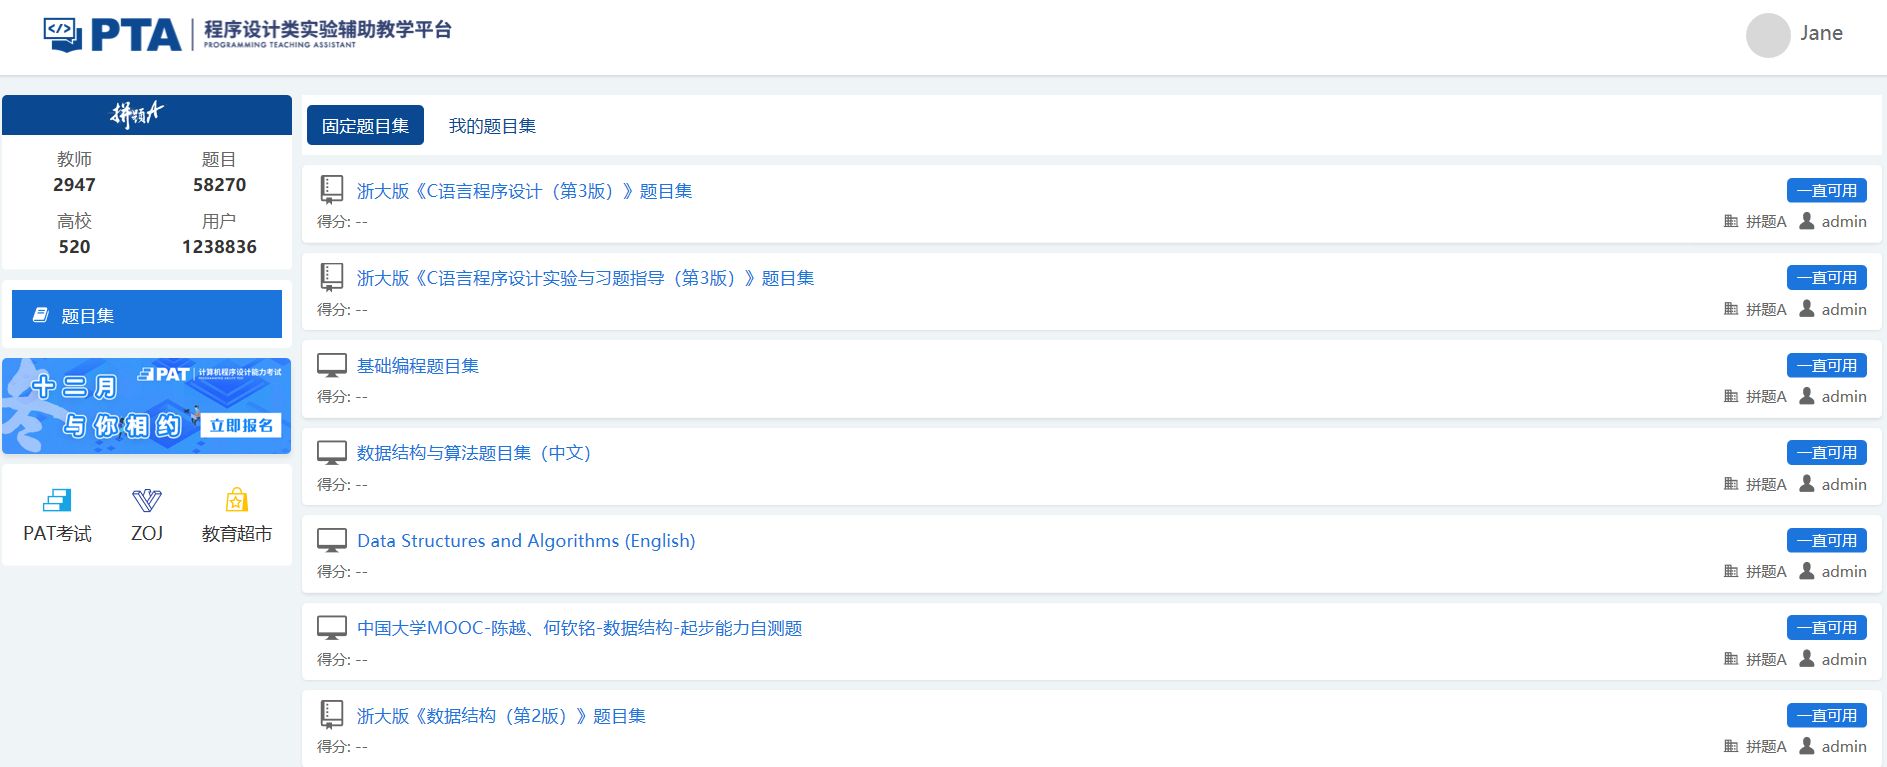 PTA 程序设计类实验辅助教学平台
PROGRAMMING TEACHING ASSISTANT
Jane
拼题A
教师 题目
2947 58270
高校 用户
520 1238836
题目集
PAT 计算机程序设计能力考试
十二月
与你相约
立即报名
PAT考试 ZOJ 教育超市
固定题目集 我的题目集
浙大版《C语言程序设计（第3版）》题目集 一直可用
得分: -- 拼题A admin
浙大版《C语言程序设计实验与习题指导（第3版）》题目集 一直可用
得分: -- 拼题A admin
基础编程题目集 一直可用
得分: -- 拼题A admin
数据结构与算法题目集（中文） 一直可用
得分: -- 拼题A admin
Data Structures and Algorithms (English) 一直可用
得分: -- 拼题A admin
中国大学MOOC-陈越、何钦铭-数据结构-起步能力自测题 一直可用
得分: -- 拼题A admin
浙大版《数据结构（第2版）》题目集 一直可用
得分: -- 拼题A admin